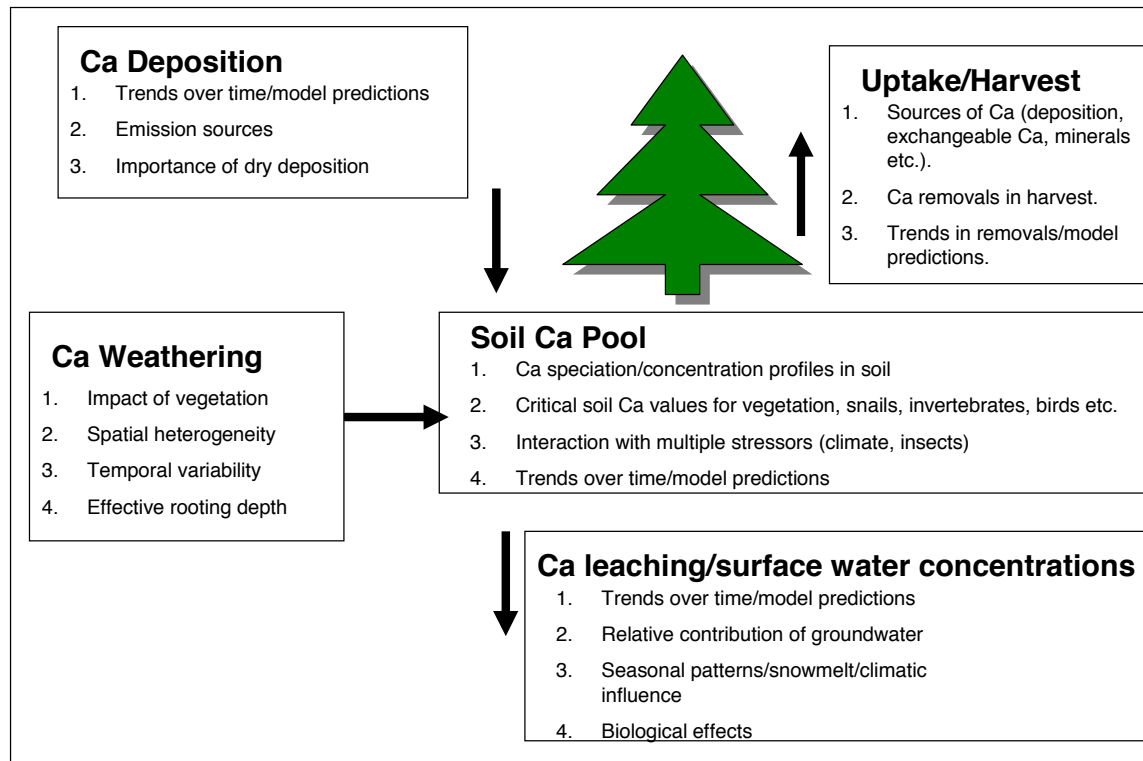 Ca Deposition
1. Trends over time/model predictions
2. Emission sources
3. Importance of dry deposition
Uptake/Harvest
1. Sources of Ca (deposition,
exchangeable Ca, minerals
etc.).
2. Ca removals in harvest.
3. Trends in removals/model
predictions.
Ca Weathering
1. Impact of vegetation
2. Spatial heterogeneity
3. Temporal variability
4. Effective rooting depth
Soil Ca Pool
1. Ca speciation/concentration profiles in soil
2. Critical soil Ca values for vegetation, snails, invertebrates, birds etc.
3. Interaction with multiple stressors (climate, insects)
4. Trends over time/model predictions
Ca leaching/surface water concentrations
1. Trends over time/model predictions
2. Relative contribution of groundwater
3. Seasonal patterns/snowmelt/climatic
influence
4. Biological effects